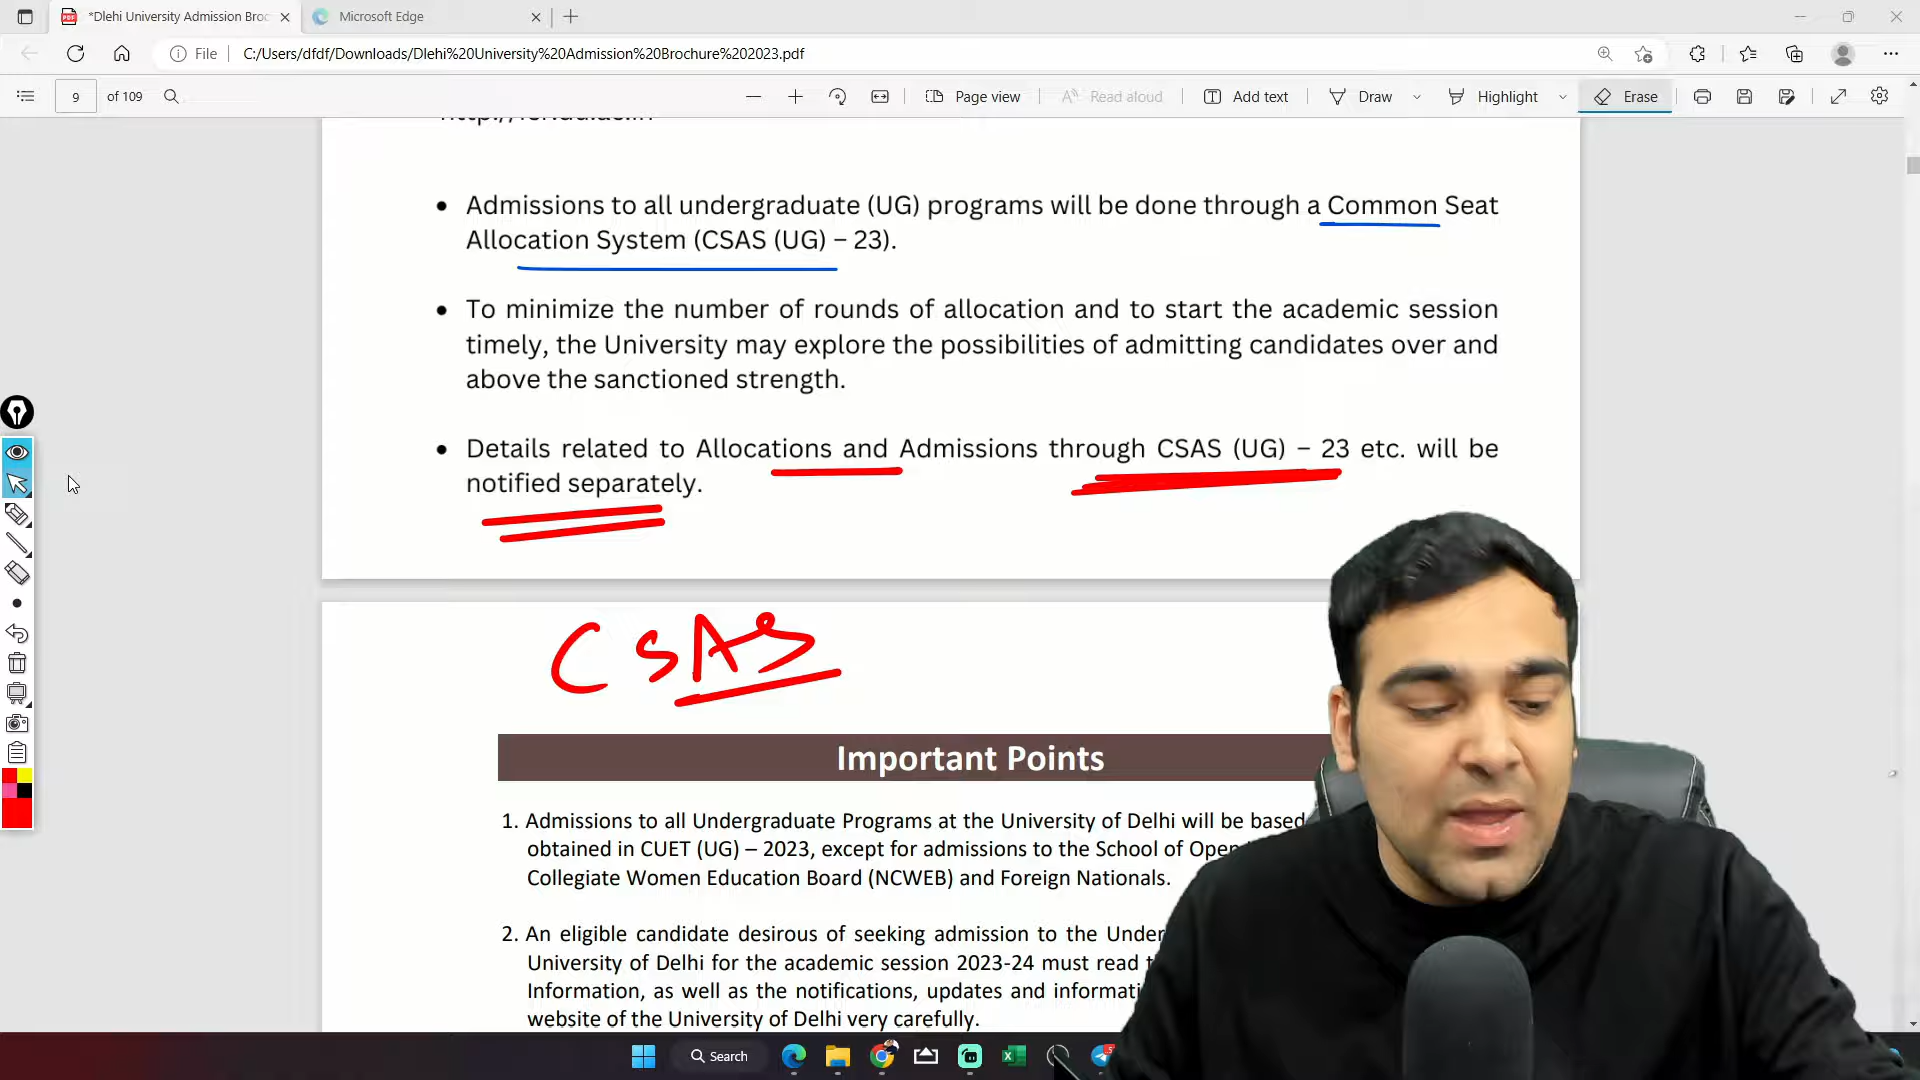 *Dlehi University Admission Broc
Microsoft Edge
File
C:/Users/dfdf/Downloads/Dlehi%20University%20Admission%20Brochure%202023.pdf
9 of 109
Page view
Read aloud
Add text
Draw
Highlight
Erase
• Admissions to all undergraduate (UG) programs will be done through a Common Seat
Allocation System (CSAS (UG) – 23).
• To minimize the number of rounds of allocation and to start the academic session
timely, the University may explore the possibilities of admitting candidates over and
above the sanctioned strength.
• Details related to Allocations and Admissions through CSAS (UG) – 23 etc. will be
notified separately.
CSAS
Important Points
1. Admissions to all Undergraduate Programs at the University of Delhi will be based
obtained in CUET (UG) – 2023, except for admissions to the School of Open
Collegiate Women Education Board (NCWEB) and Foreign Nationals.
2. An eligible candidate desirous of seeking admission to the Under
University of Delhi for the academic session 2023-24 must read
Information, as well as the notifications, updates and informati
website of the University of Delhi very carefully.
Search